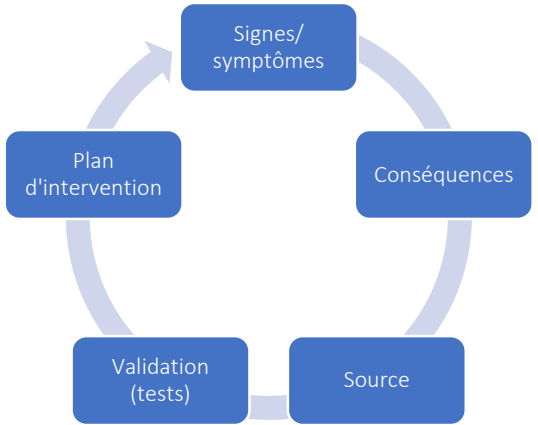 Signes/
symptômes
Conséquences
Source
Validation
(tests)
Plan
d'intervention